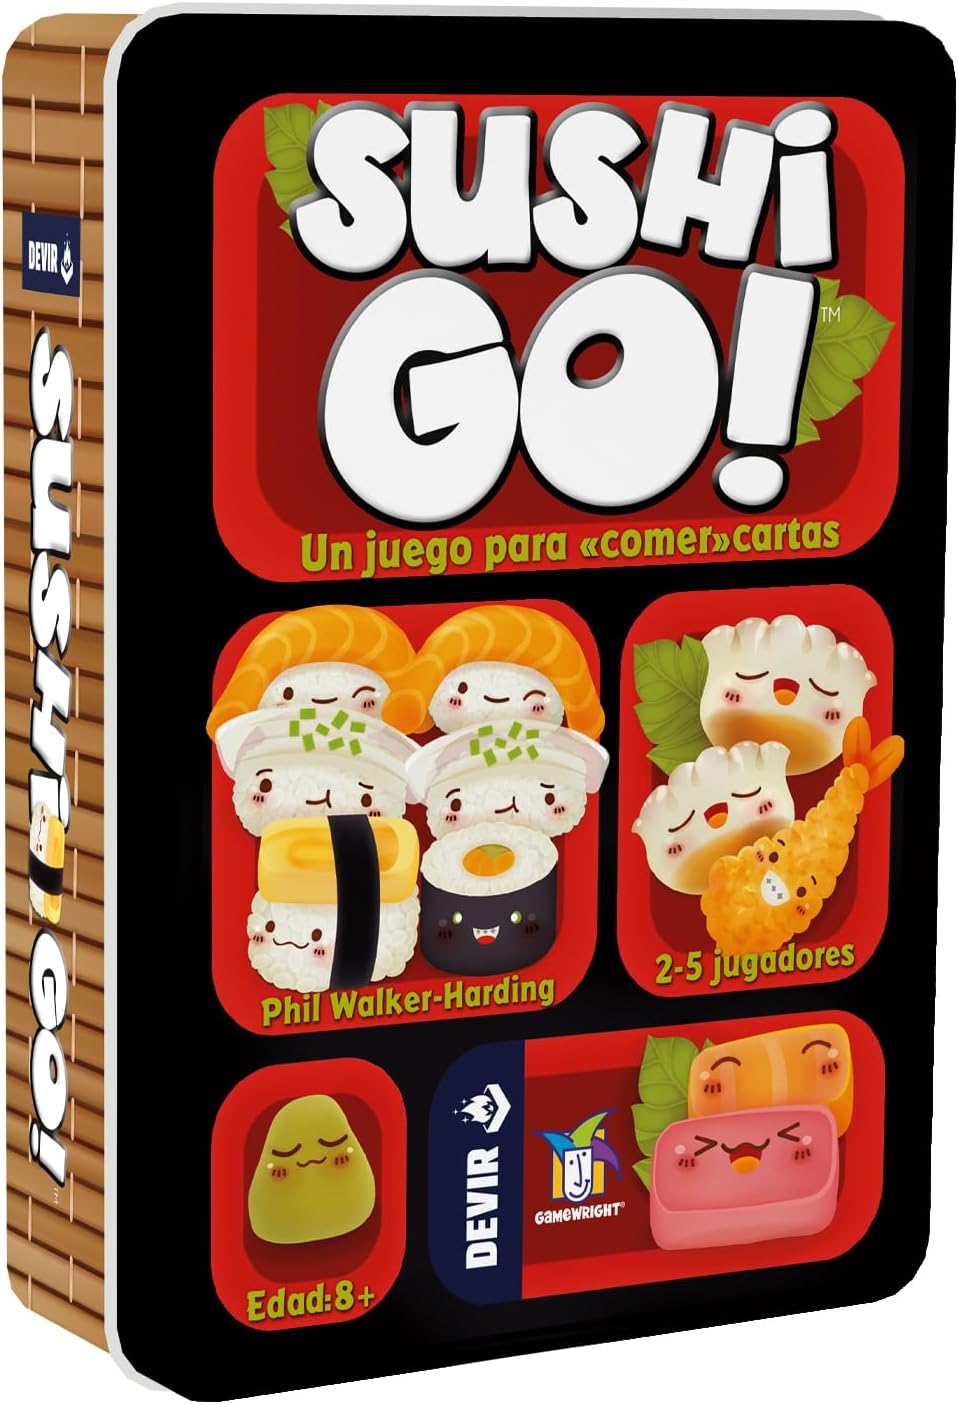 SUSHi
GO!
TM
Un juego para «comer» cartas
Phil Walker-Harding
2-5 jugadores
Edad:8+
DEVIR
GAMEWRIGHT®
DEVIR
SUSHi GO!
TM